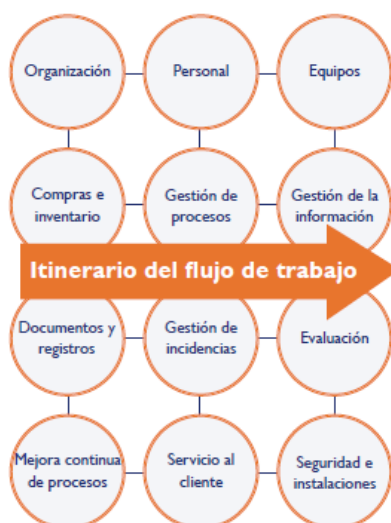 Organización
Personal
Equipos
Compras e
inventario
Gestión de
procesos
Gestión de la
información
Itinerario del flujo de trabajo
Documentos y
registros
Gestión de
incidencias
Evaluación
Mejora continua
de procesos
Servicio al
cliente
Seguridad e
instalaciones